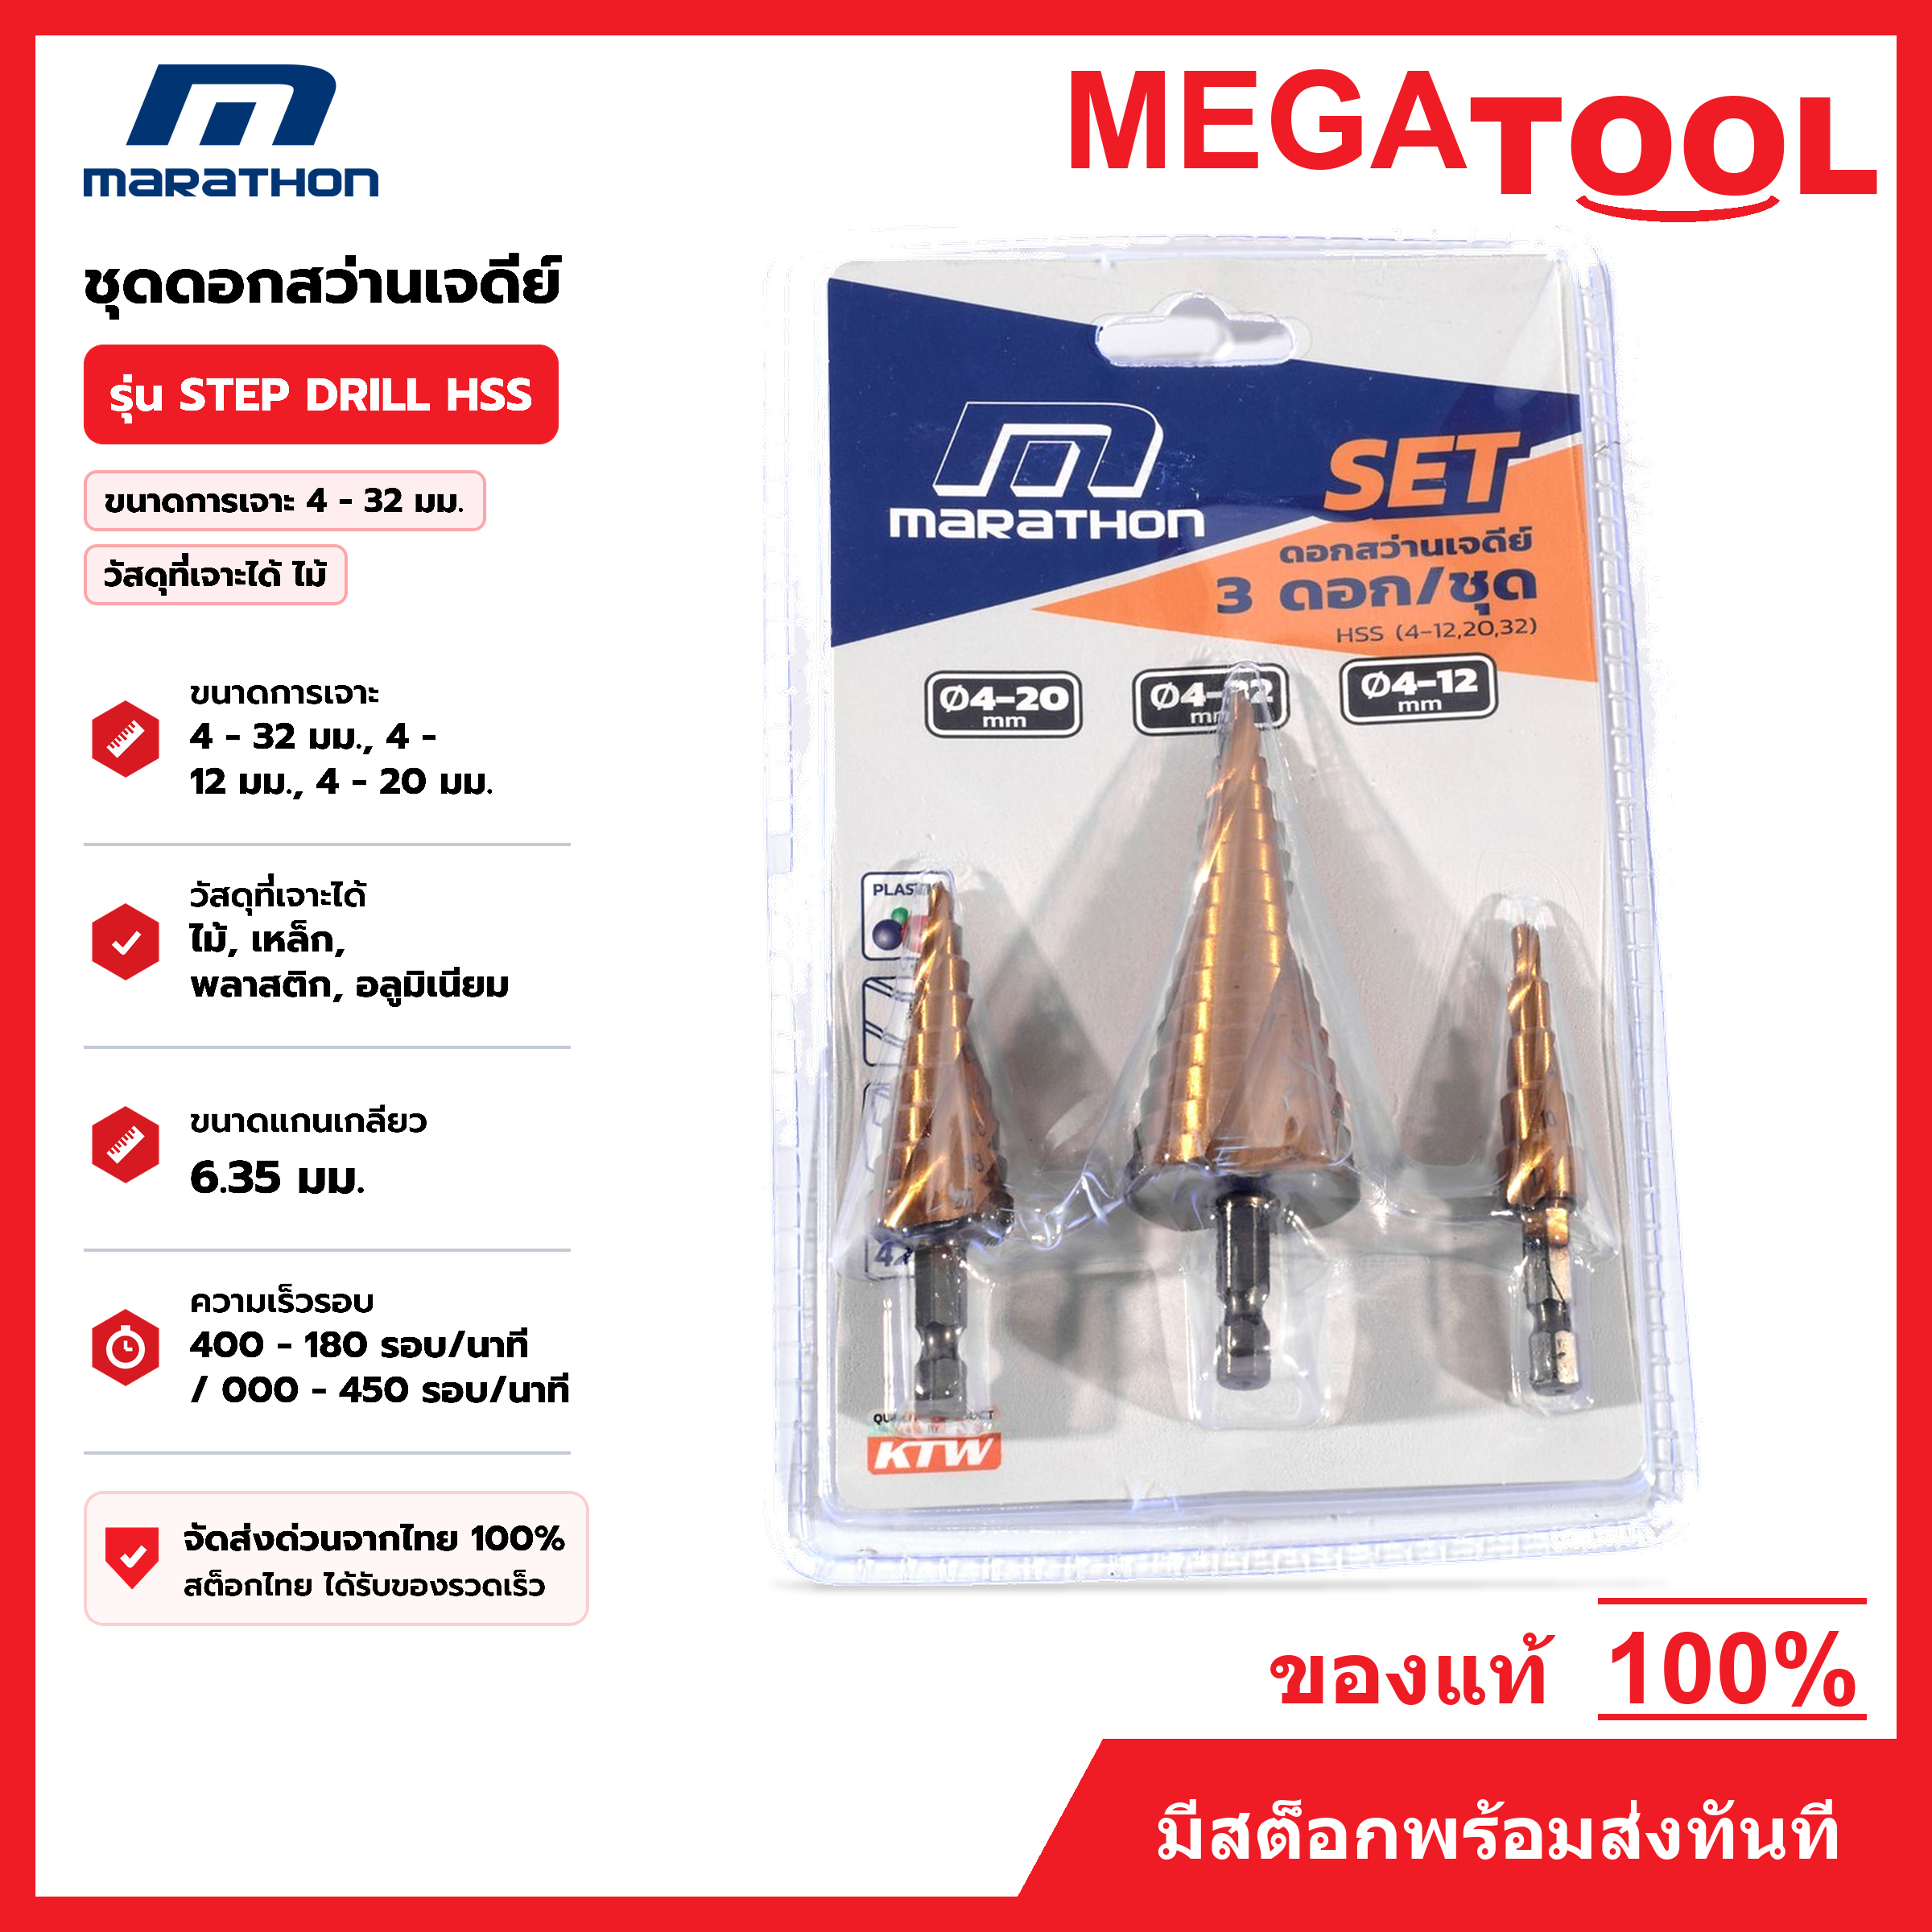 marathon
MEGATOOL
ชุดดอกสว่านเจดีย์
รุ่น STEP DRILL HSS
ขนาดการเจาะ 4 - 32 มม.
วัสดุที่เจาะได้ ไม้
ขนาดการเจาะ
4 - 32 มม., 4 -
12 มม., 4 - 20 มม.
วัสดุที่เจาะได้
ไม้, เหล็ก,
พลาสติก, อลูมิเนียม
ขนาดแกนเกลียว
6.35 มม.
ความเร็วรอบ
400 - 180 รอบ/นาที
/ 000 - 450 รอบ/นาที
จัดส่งด่วนจากไทย 100%
สต็อกไทย ได้รับของรวดเร็ว
marathon
SET
ดอกสว่านเจดีย์
3 ดอก/ชุด
HSS (4-12,20,32)
Ø4-20
mm
Ø4-32
mm
Ø4-12
mm
KTW
ของแท้ 100%
มีสต็อกพร้อมส่งทันที